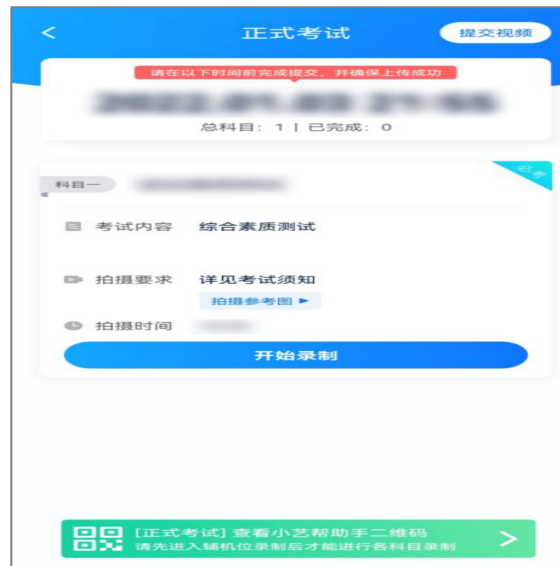 正式考试
提交视频
请在以下时间前完成提交，并确保上传成功
总科目：1 | 已完成：0
科目一
必考
考试内容 综合素质测试
拍摄要求 详见考试须知
拍摄参考图
拍摄时间
开始录制
[正式考试] 查看小艺帮助手二维码
请先进入辅机位录制后才能进行各科目录制